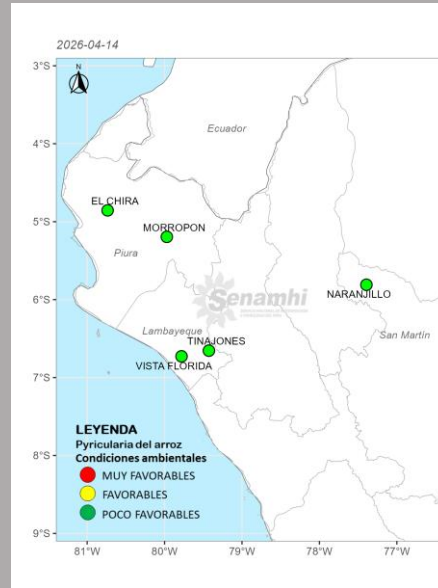 2026-04-14
N
3°S
Ecuador
4°S
EL CHIRA
5°S
MORROPON
Piura
6°S
Senamhi
NARANJILLO
Lambayeque
San Martín
TINAJONES
VISTA FLORIDA
7°S
LEYENDA
Pyricularia del arroz
Condiciones ambientales
MUY FAVORABLES
8°S
FAVORABLES
POCO FAVORABLES
9°S
81°W 80°W 79°W 78°W 77°W